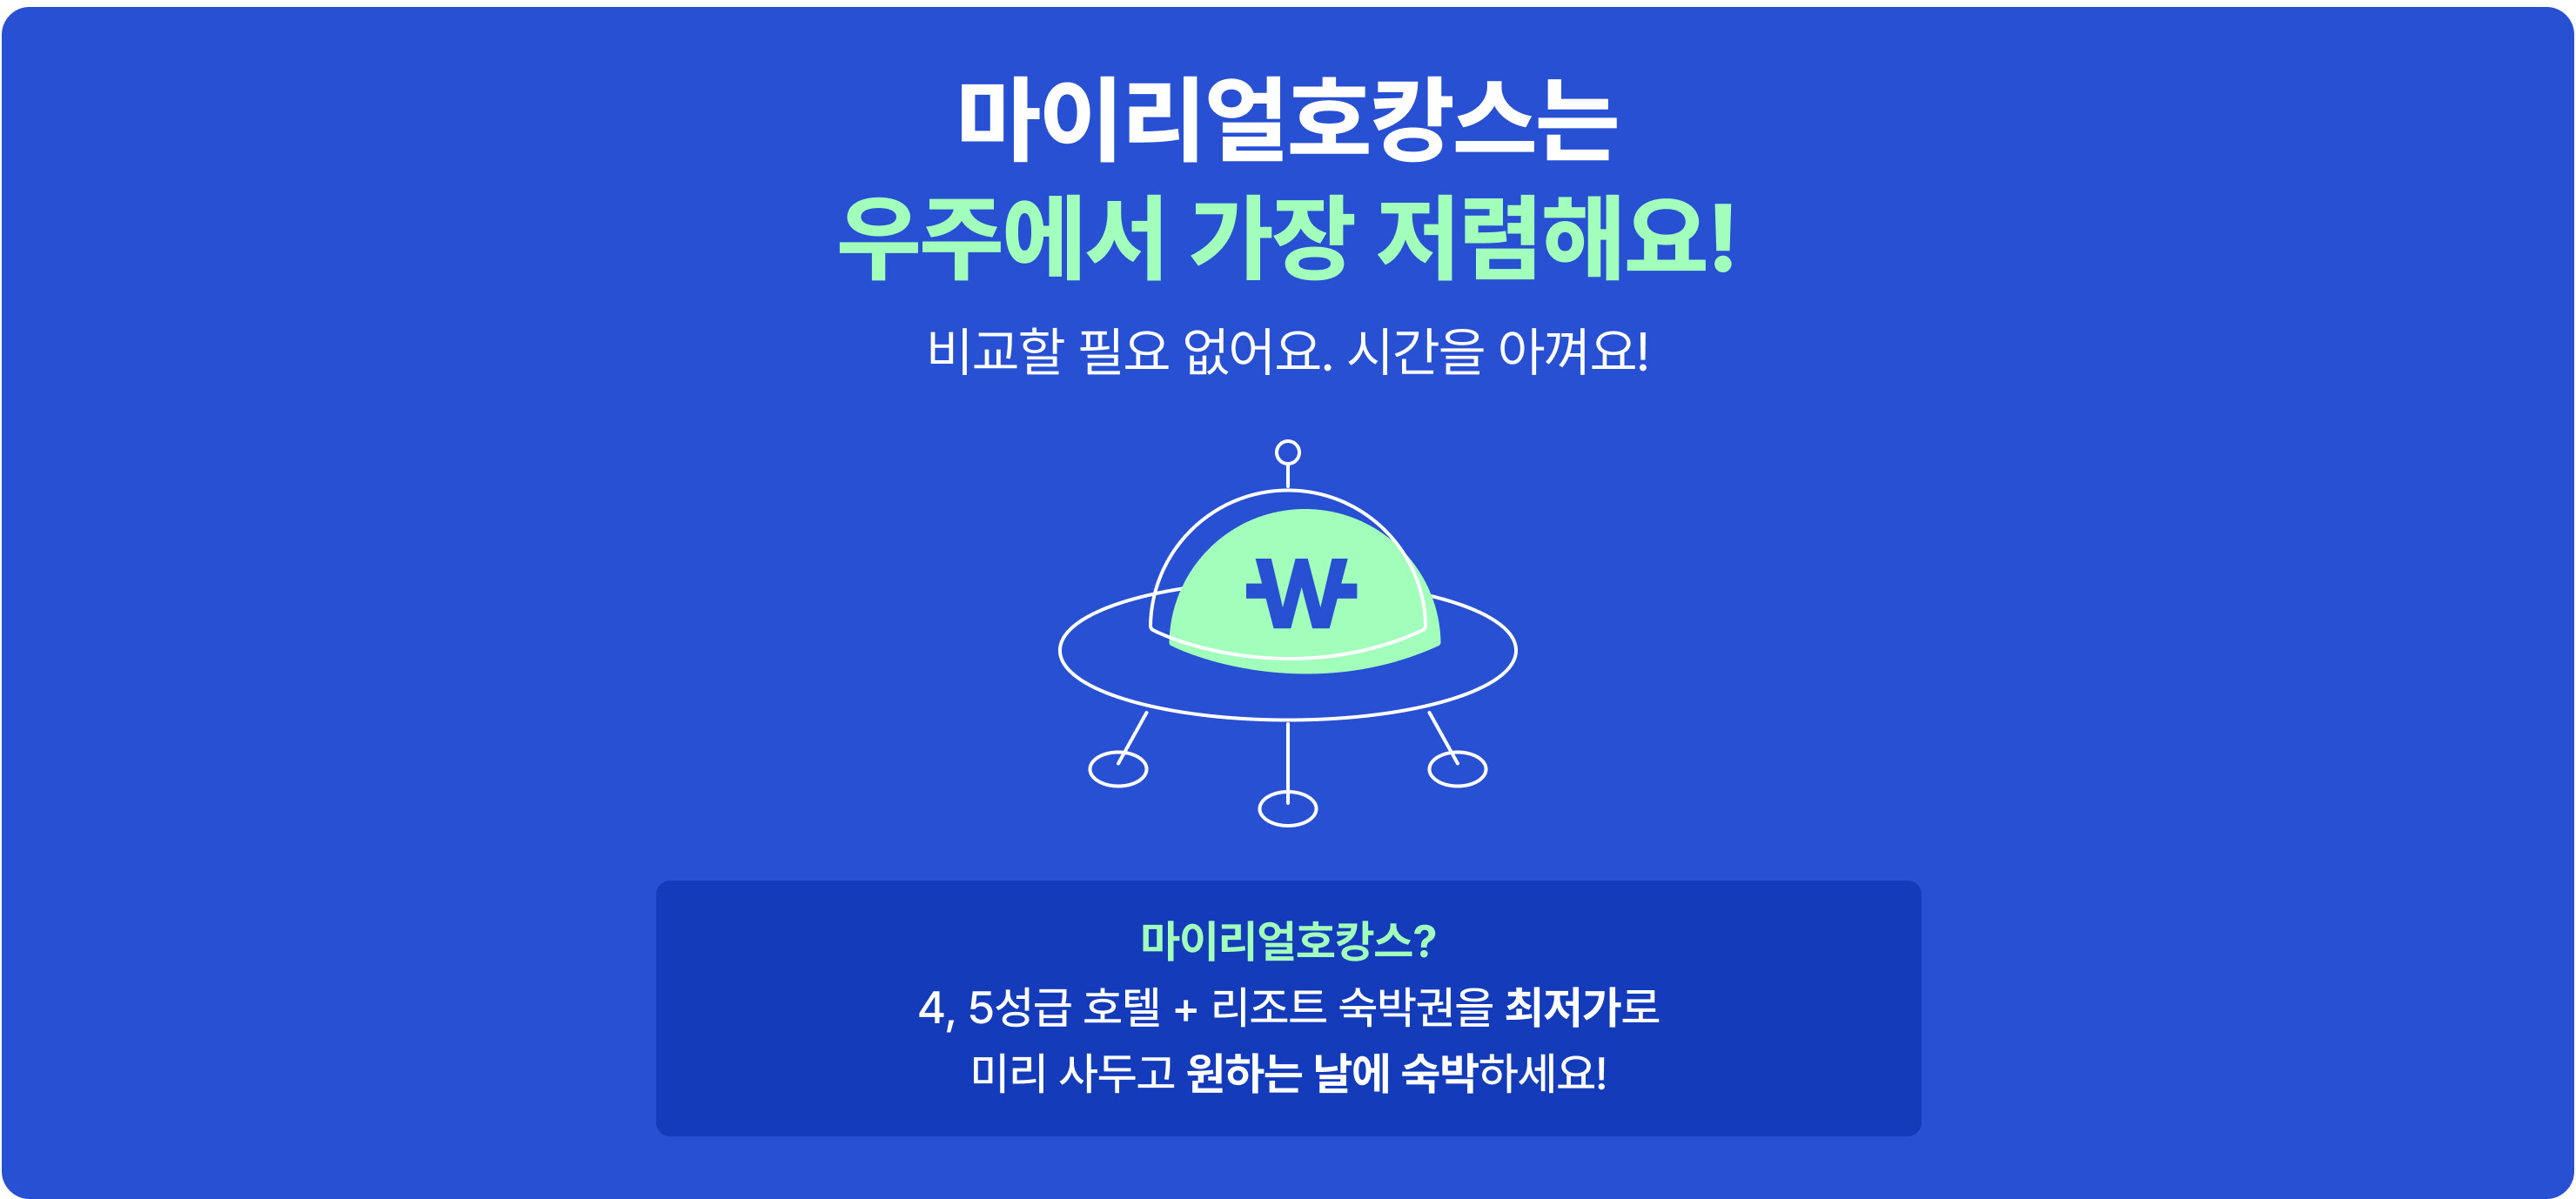 마이리얼호캉스는
우주에서 가장 저렴해요!
비교할 필요 없어요. 시간을 아껴요!
₩
마이리얼호캉스?
4, 5성급 호텔 + 리조트 숙박권을 최저가로
미리 사두고 원하는 날에 숙박하세요!